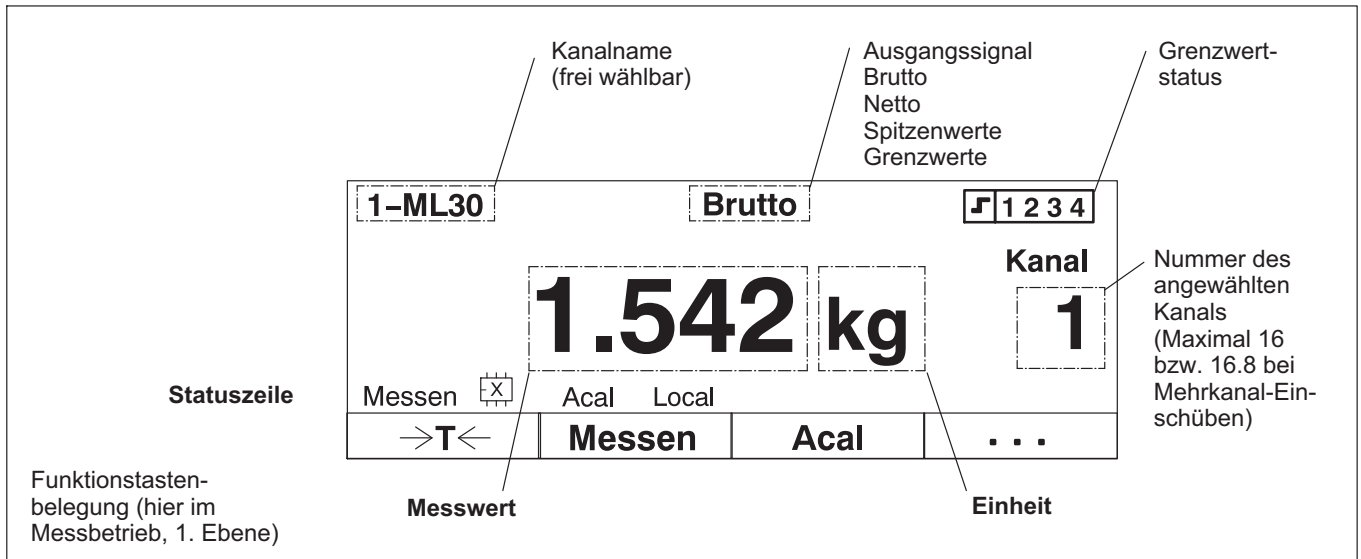 Kanalname
(frei wählbar)
Ausgangssignal
Brutto
Netto
Spitzenwerte
Grenzwerte
Grenzwert-
status
1–ML30
Brutto
1 2 3 4
Kanal
1.542 kg
1
Nummer des
angewählten
Kanals
(Maximal 16
bzw. 16.8 bei
Mehrkanal-Ein-
schüben)
Statuszeile
Messen X Acal Local
→T← Messen Acal . . .
Funktionstasten-
belegung (hier im
Messbetrieb, 1. Ebene)
Messwert
Einheit